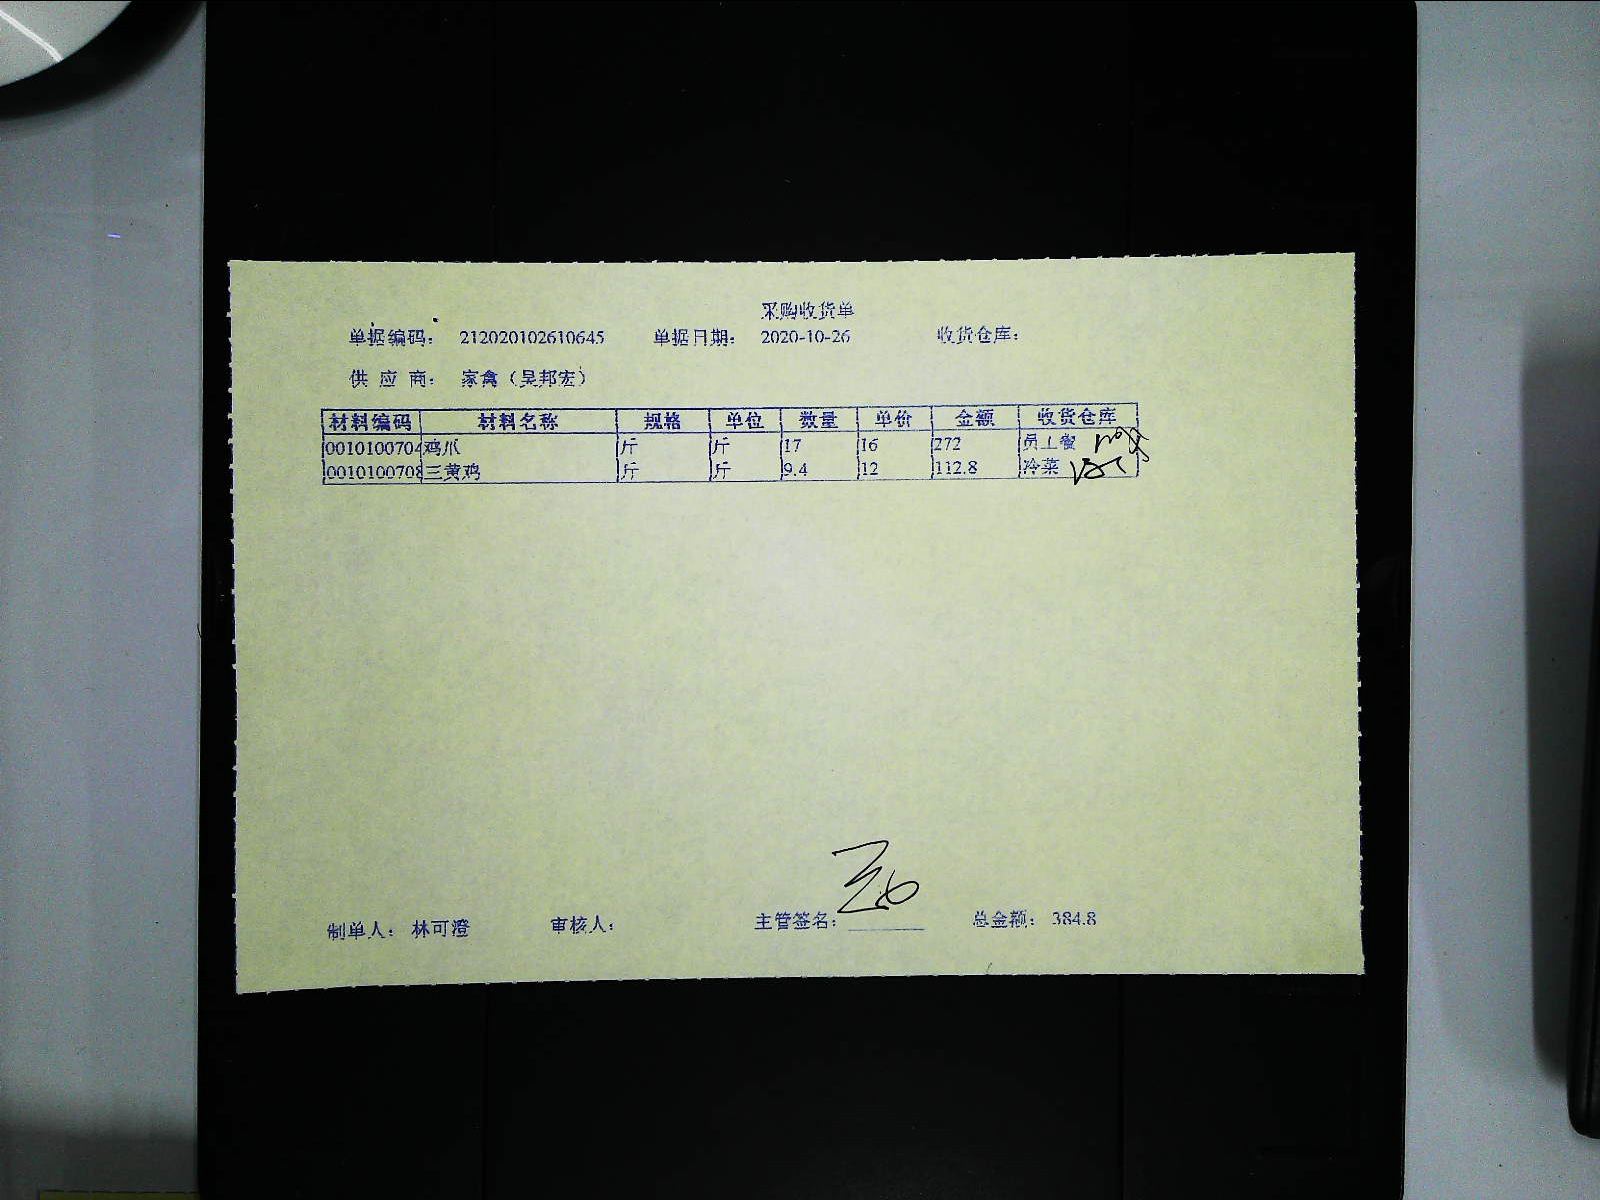 采购收货单
单据编码： 212020102610645 单据日期： 2020-10-26 收货仓库：
供 应 商： 家禽（吴邦宏）
材料编码 材料名称 规格 单位 数量 单价 金额 收货仓库
0010100704 鸡爪 斤 斤 17 16 272 员工餐
0010100708 三黄鸡 斤 斤 9.4 12 112.8 冷菜
制单人： 林可澄 审核人： 主管签名： 总金额： 384.8